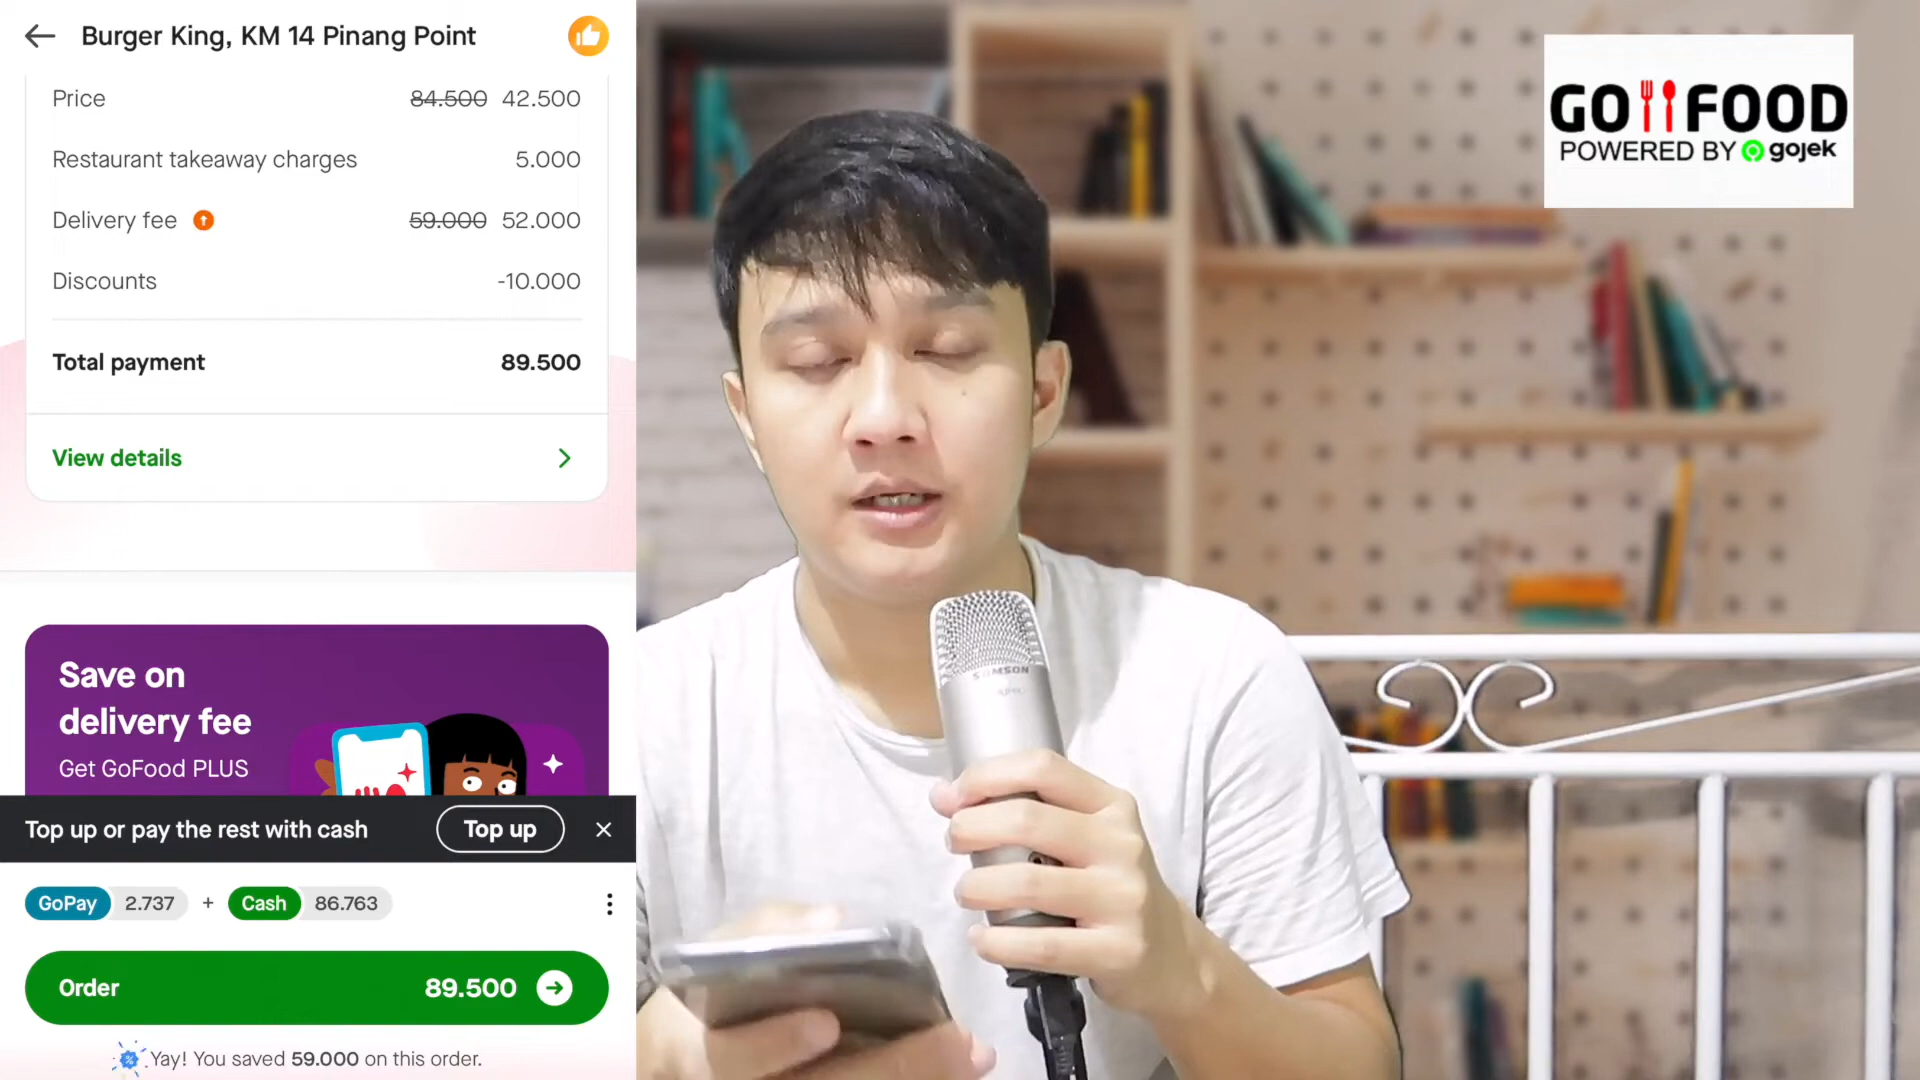 Burger King, KM 14 Pinang Point
Price 84.500 42.500
Restaurant takeaway charges 5.000
Delivery fee 59.000 52.000
Discounts -10.000
Total payment 89.500
View details
Save on
delivery fee
Get GoFood PLUS
Top up or pay the rest with cash Top up
GoPay 2.737 + Cash 86.763
Order 89.500
Yay! You saved 59.000 on this order.
GO FOOD
POWERED BY gojek
SAMSON